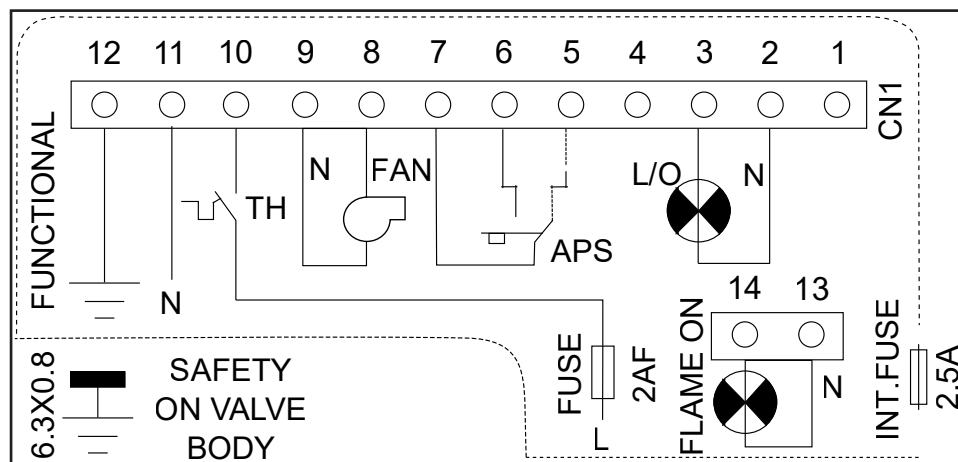 12 11 10 9 8 7 6 5 4 3 2 1
CN1
FUNCTIONAL
N
TH
N
FAN
APS
L/O
N
14 13
FLAME ON
N
INT.FUSE
2.5A
FUSE
2AF
L
6.3X0.8
SAFETY
ON VALVE
BODY